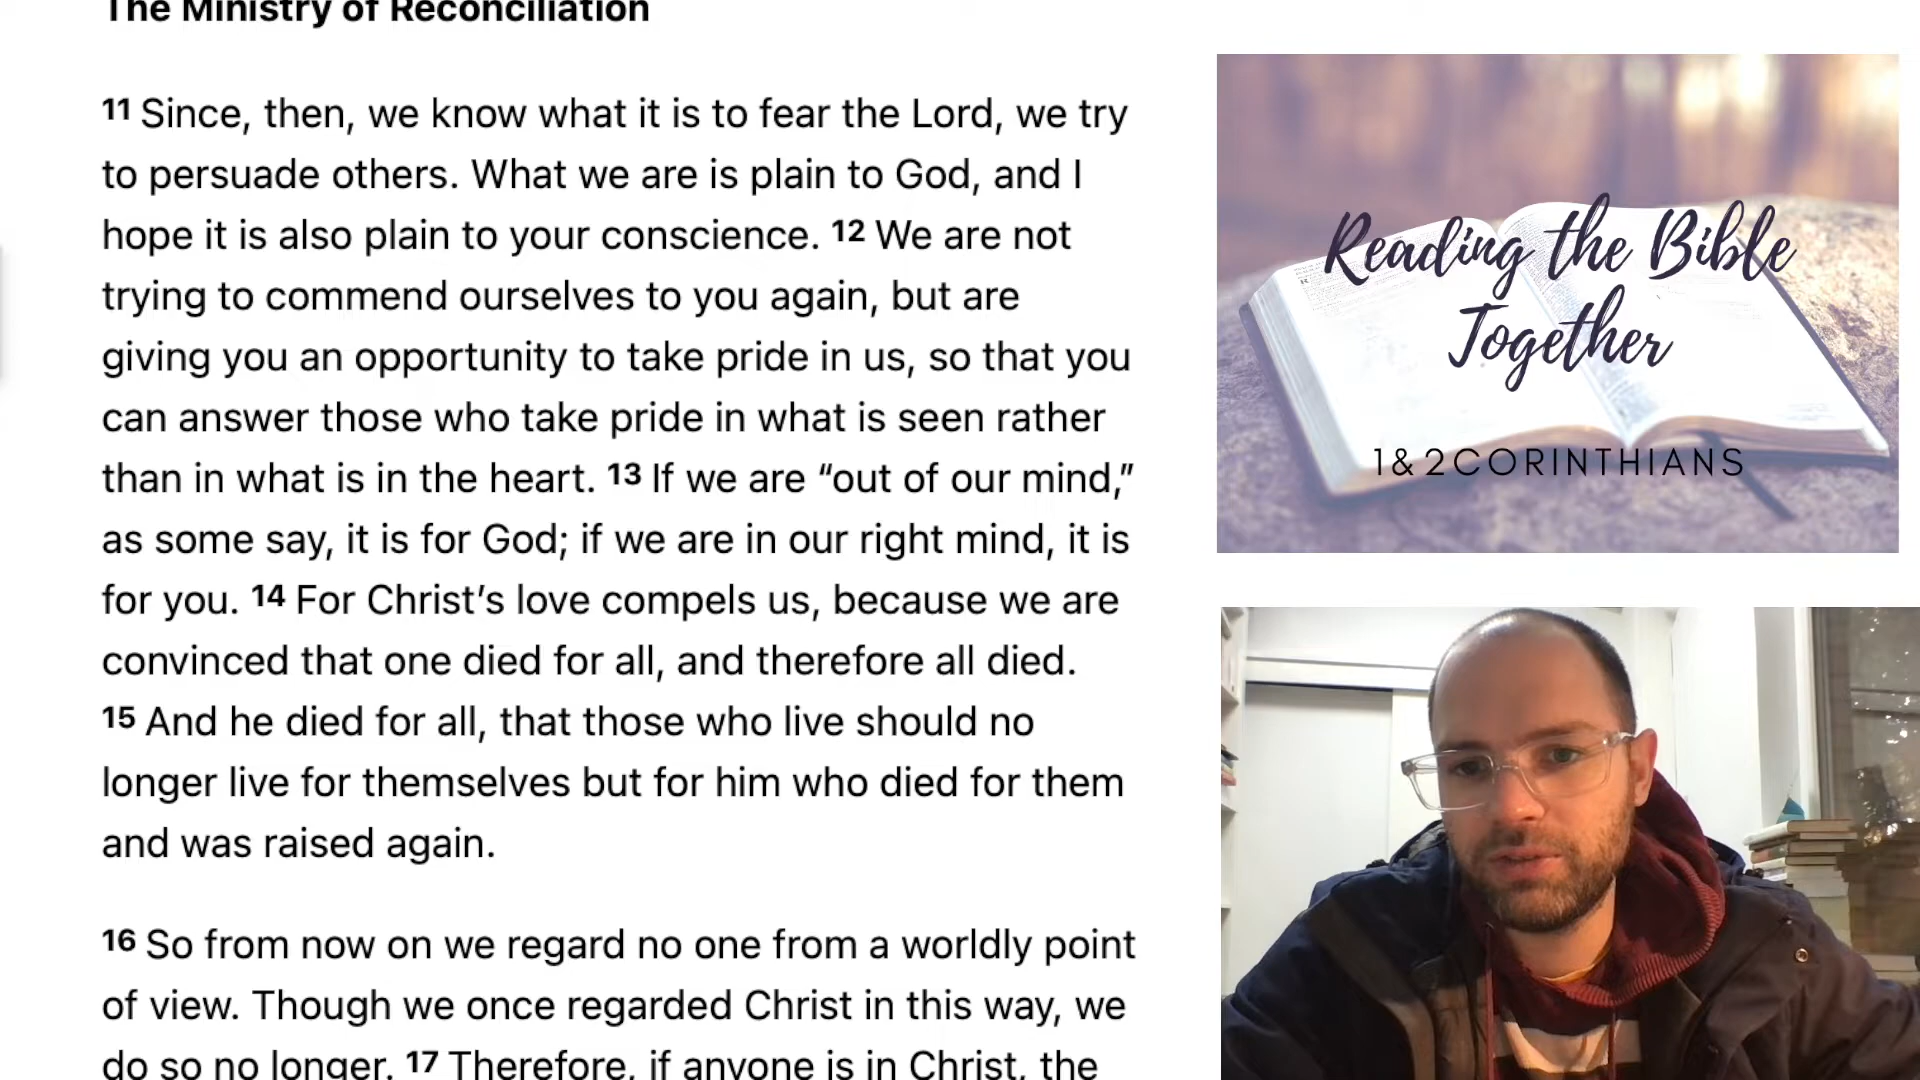 The Ministry of Reconciliation
11 Since, then, we know what it is to fear the Lord, we try
to persuade others. What we are is plain to God, and I
hope it is also plain to your conscience. 12 We are not
trying to commend ourselves to you again, but are
giving you an opportunity to take pride in us, so that you
can answer those who take pride in what is seen rather
than in what is in the heart. 13 If we are “out of our mind,”
as some say, it is for God; if we are in our right mind, it is
for you. 14 For Christ’s love compels us, because we are
convinced that one died for all, and therefore all died.
15 And he died for all, that those who live should no
longer live for themselves but for him who died for them
and was raised again.
16 So from now on we regard no one from a worldly point
of view. Though we once regarded Christ in this way, we
do so no longer. 17 Therefore, if anyone is in Christ, the
Reading the Bible
Together
1 & 2 CORINTHIANS